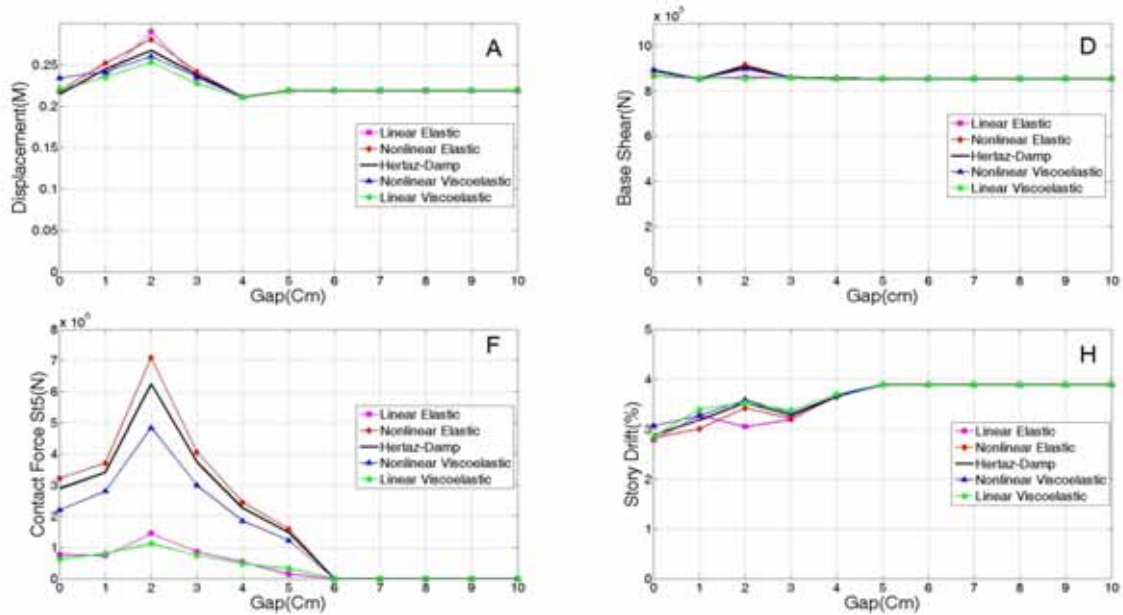 A
Displacement(M)
0.25
0.2
0.15
0.1
0.05
0
Linear Elastic
Nonlinear Elastic
Hertaz-Damp
Nonlinear Viscoelastic
Linear Viscoelastic
0 1 2 3 4 5 6 7 8 9 10
Gap(Cm)
D
Base Shear(N)
10
8
6
4
2
0
Linear Elastic
Nonlinear Elastic
Hertaz-Damp
Nonlinear Viscoelastic
Linear Viscoelastic
0 1 2 3 4 5 6 7 8 9 10
Gap(cm)
F
Contact Force St5(N)
8
7
6
5
4
3
2
1
0
Linear Elastic
Nonlinear Elastic
Hertaz-Damp
Nonlinear Viscoelastic
Linear Viscoelastic
0 1 2 3 4 5 6 7 8 9 10
Gap(Cm)
H
Story Drift(%)
5
4
3
2
1
0
Linear Elastic
Nonlinear Elastic
Hertaz-Damp
Nonlinear Viscoelastic
Linear Viscoelastic
0 1 2 3 4 5 6 7 8 9 10
Gap(Cm)